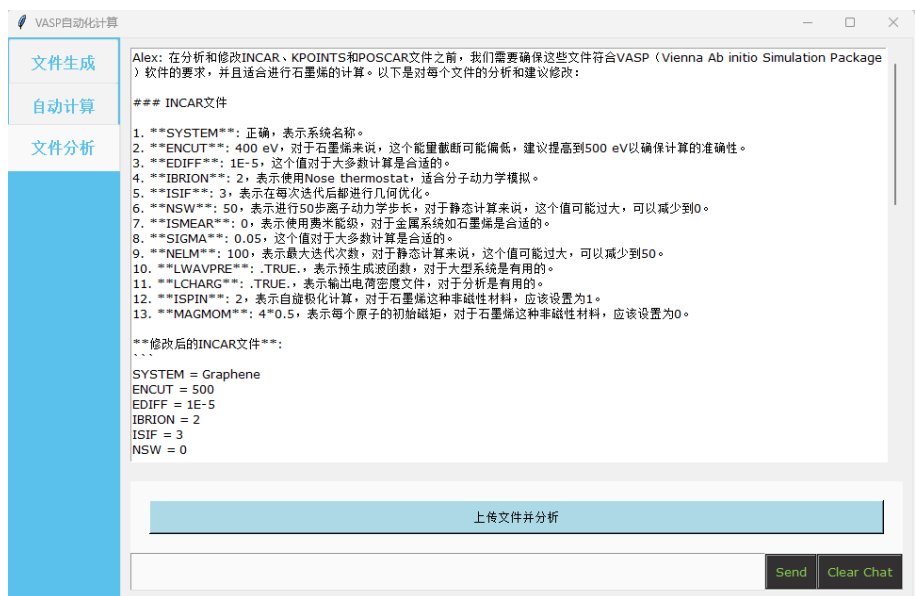 VASP自动化计算
文件生成
自动计算
文件分析
Alex: 在分析和修改INCAR、KPOINTS和POSCAR文件之前，我们需要确保这些文件符合VASP（Vienna Ab initio Simulation Package
）软件的要求，并且适合进行石墨烯的计算。以下是对每个文件的分析和建议修改：
### INCAR文件
1. **SYSTEM**: 正确，表示系统名称。
2. **ENCUT**: 400 eV，对于石墨烯来说，这个能量截断可能偏低，建议提高到500 eV以确保计算的准确性。
3. **EDIFF**: 1E-5，这个值对于大多数计算是合适的。
4. **IBRION**: 2，表示使用Nose thermostat，适合分子动力学模拟。
5. **ISIF**: 3，表示在每次迭代后都进行几何优化。
6. **NSW**: 50，表示进行50步离子动力学步长，对于静态计算来说，这个值可能过大，可以减少到0。
7. **ISMEAR**: 0，表示使用费米能级，对于金属系统如石墨烯是合适的。
8. **SIGMA**: 0.05，这个值对于大多数计算是合适的。
9. **NELM**: 100，表示最大迭代次数，对于静态计算来说，这个值可能过大，可以减少到50。
10. **LWAVPRE**: .TRUE.，表示预生成波函数，对于大型系统是有用的。
11. **LCHARG**: .TRUE.，表示输出电荷密度文件，对于分析是有用的。
12. **ISPIN**: 2，表示自旋极化计算，对于石墨烯这种非磁性材料，应该设置为1。
13. **MAGMOM**: 4*0.5，表示每个原子的初始磁矩，对于石墨烯这种非磁性材料，应该设置为0。
**修改后的INCAR文件**:
```
SYSTEM = Graphene
ENCUT = 500
EDIFF = 1E-5
IBRION = 2
ISIF = 3
NSW = 0
上传文件并分析
Send
Clear Chat